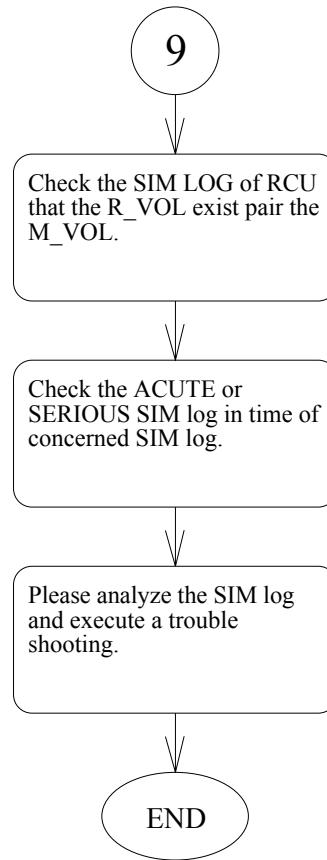 9
Check the SIM LOG of RCU
that the R_VOL exist pair the
M_VOL.
Check the ACUTE or
SERIOUS SIM log in time of
concerned SIM log.
Please analyze the SIM log
and execute a trouble
shooting.
END